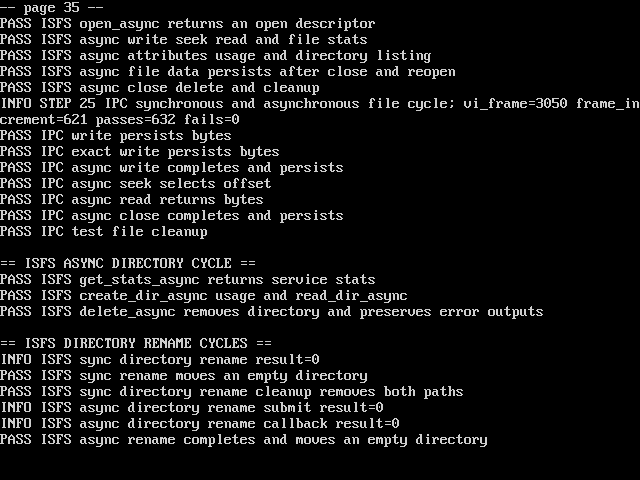 -- page 35 --
PASS ISFS open_async returns an open descriptor
PASS ISFS async write seek read and file stats
PASS ISFS async attributes usage and directory listing
PASS ISFS async file data persists after close and reopen
PASS ISFS async close delete and cleanup
INFO STEP 25 IPC synchronous and asynchronous file cycle; vi_frame=3050 frame_in
crement=621 passes=632 fails=0
PASS IPC write persists bytes
PASS IPC exact write persists bytes
PASS IPC async write completes and persists
PASS IPC async seek selects offset
PASS IPC async read returns bytes
PASS IPC async close completes and persists
PASS IPC test file cleanup
== ISFS ASYNC DIRECTORY CYCLE ==
PASS ISFS get_stats_async returns service stats
PASS ISFS create_dir_async usage and read_dir_async
PASS ISFS delete_async removes directory and preserves error outputs
== ISFS DIRECTORY RENAME CYCLES ==
INFO ISFS sync directory rename result=0
PASS ISFS sync rename moves an empty directory
PASS ISFS sync directory rename cleanup removes both paths
INFO ISFS async directory rename submit result=0
INFO ISFS async directory rename callback result=0
PASS ISFS async rename completes and moves an empty directory